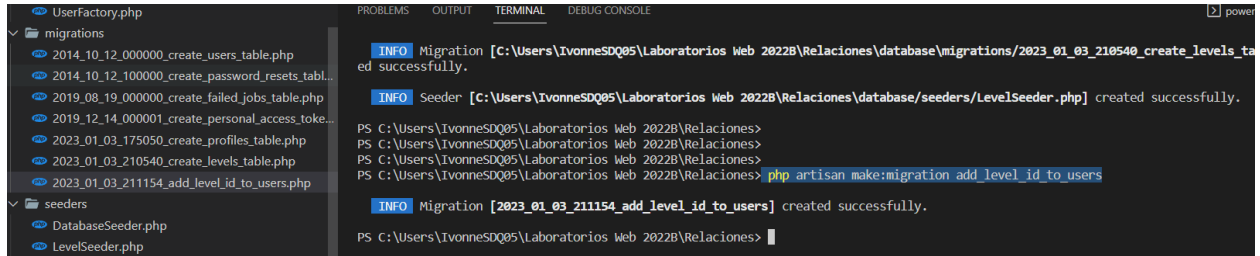 UserFactory.php
migrations
2014_10_12_000000_create_users_table.php
2014_10_12_100000_create_password_resets_tabl...
2019_08_19_000000_create_failed_jobs_table.php
2019_12_14_000001_create_personal_access_toke...
2023_01_03_175050_create_profiles_table.php
2023_01_03_210540_create_levels_table.php
2023_01_03_211154_add_level_id_to_users.php
seeders
DatabaseSeeder.php
LevelSeeder.php
PROBLEMS OUTPUT TERMINAL DEBUG CONSOLE power
INFO Migration [C:\Users\IvonneSDQ05\Laboratorios Web 2022B\Relaciones\database\migrations/2023_01_03_210540_create_levels_ta
ed successfully.
INFO Seeder [C:\Users\IvonneSDQ05\Laboratorios Web 2022B\Relaciones\database/seeders/LevelSeeder.php] created successfully.
PS C:\Users\IvonneSDQ05\Laboratorios Web 2022B\Relaciones>
PS C:\Users\IvonneSDQ05\Laboratorios Web 2022B\Relaciones>
PS C:\Users\IvonneSDQ05\Laboratorios Web 2022B\Relaciones>
PS C:\Users\IvonneSDQ05\Laboratorios Web 2022B\Relaciones> php artisan make:migration add_level_id_to_users
INFO Migration [2023_01_03_211154_add_level_id_to_users] created successfully.
PS C:\Users\IvonneSDQ05\Laboratorios Web 2022B\Relaciones>